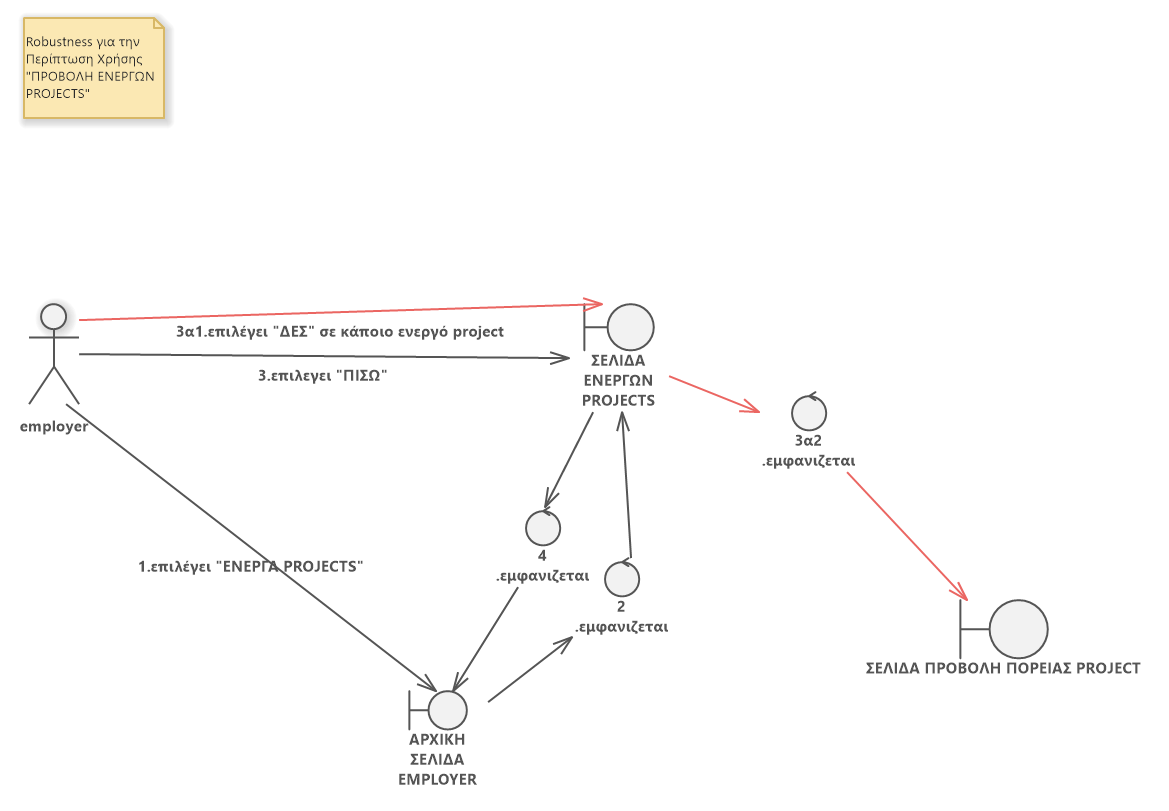 Robustness για την
Περίπτωση Χρήσης
"ΠΡΟΒΟΛΗ ΕΝΕΡΓΩΝ
PROJECTS"
3α1.επιλέγει "ΔΕΣ" σε κάποιο ενεργό project
ΣΕΛΙΔΑ
ΕΝΕΡΓΩΝ
PROJECTS
3.επιλεγει "ΠΙΣΩ"
employer
3α2
.εμφανιζεται
4
.εμφανιζεται
1.επιλέγει "ΕΝΕΡΓΑ PROJECTS"
2
.εμφανιζεται
ΣΕΛΙΔΑ ΠΡΟΒΟΛΗ ΠΟΡΕΙΑΣ PROJECT
ΑΡΧΙΚΗ
ΣΕΛΙΔΑ
EMPLOYER